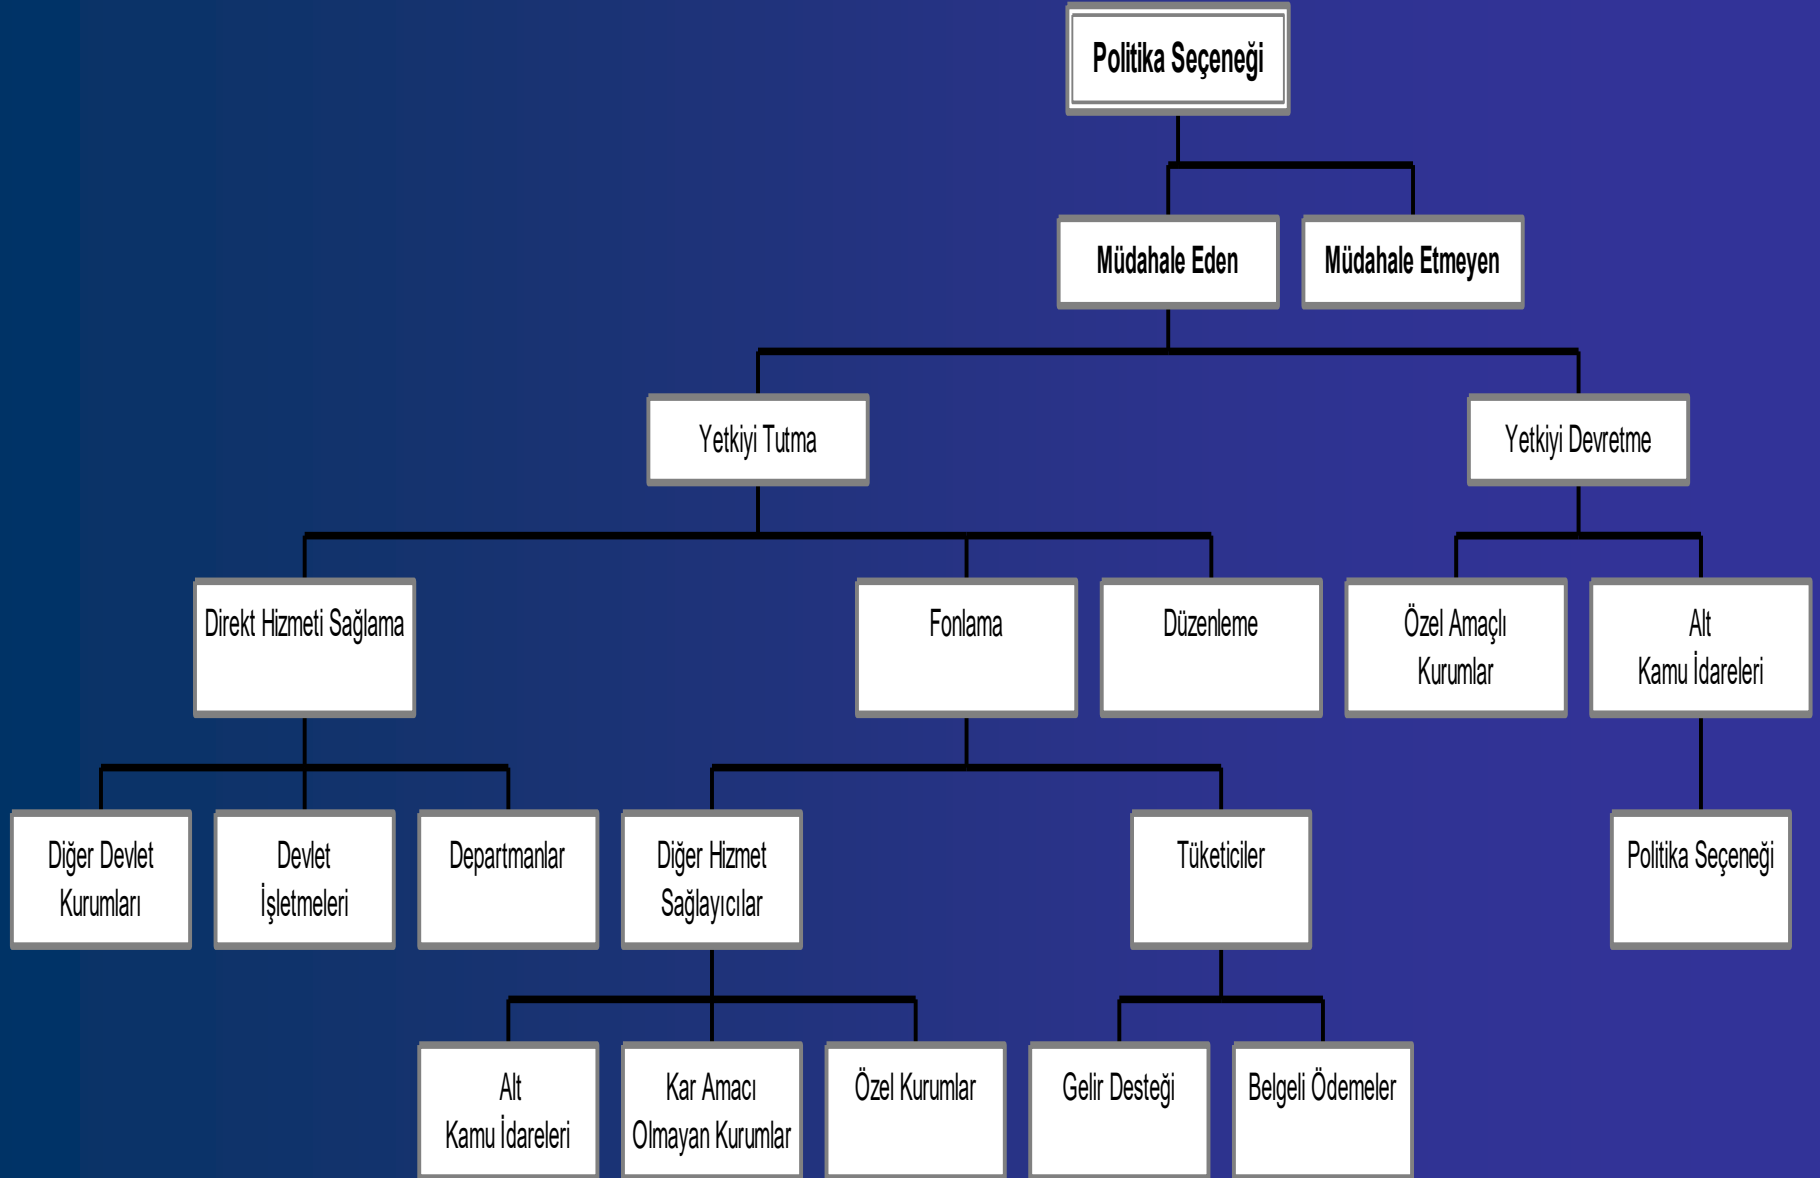 Politika Seçeneği
Müdahale Eden
Müdahale Etmeyen
Yetkiyi Tutma
Yetkiyi Devretme
Direkt Hizmeti Sağlama
Fonlama
Düzenleme
Özel Amaçlı
Kurumlar
Alt
Kamu İdareleri
Diğer Devlet
Kurumları
Devlet
İşletmeleri
Departmanlar
Diğer Hizmet
Sağlayıcılar
Tüketiciler
Politika Seçeneği
Alt
Kamu İdareleri
Kar Amacı
Olmayan Kurumlar
Özel Kurumlar
Gelir Desteği
Belgeli Ödemeler